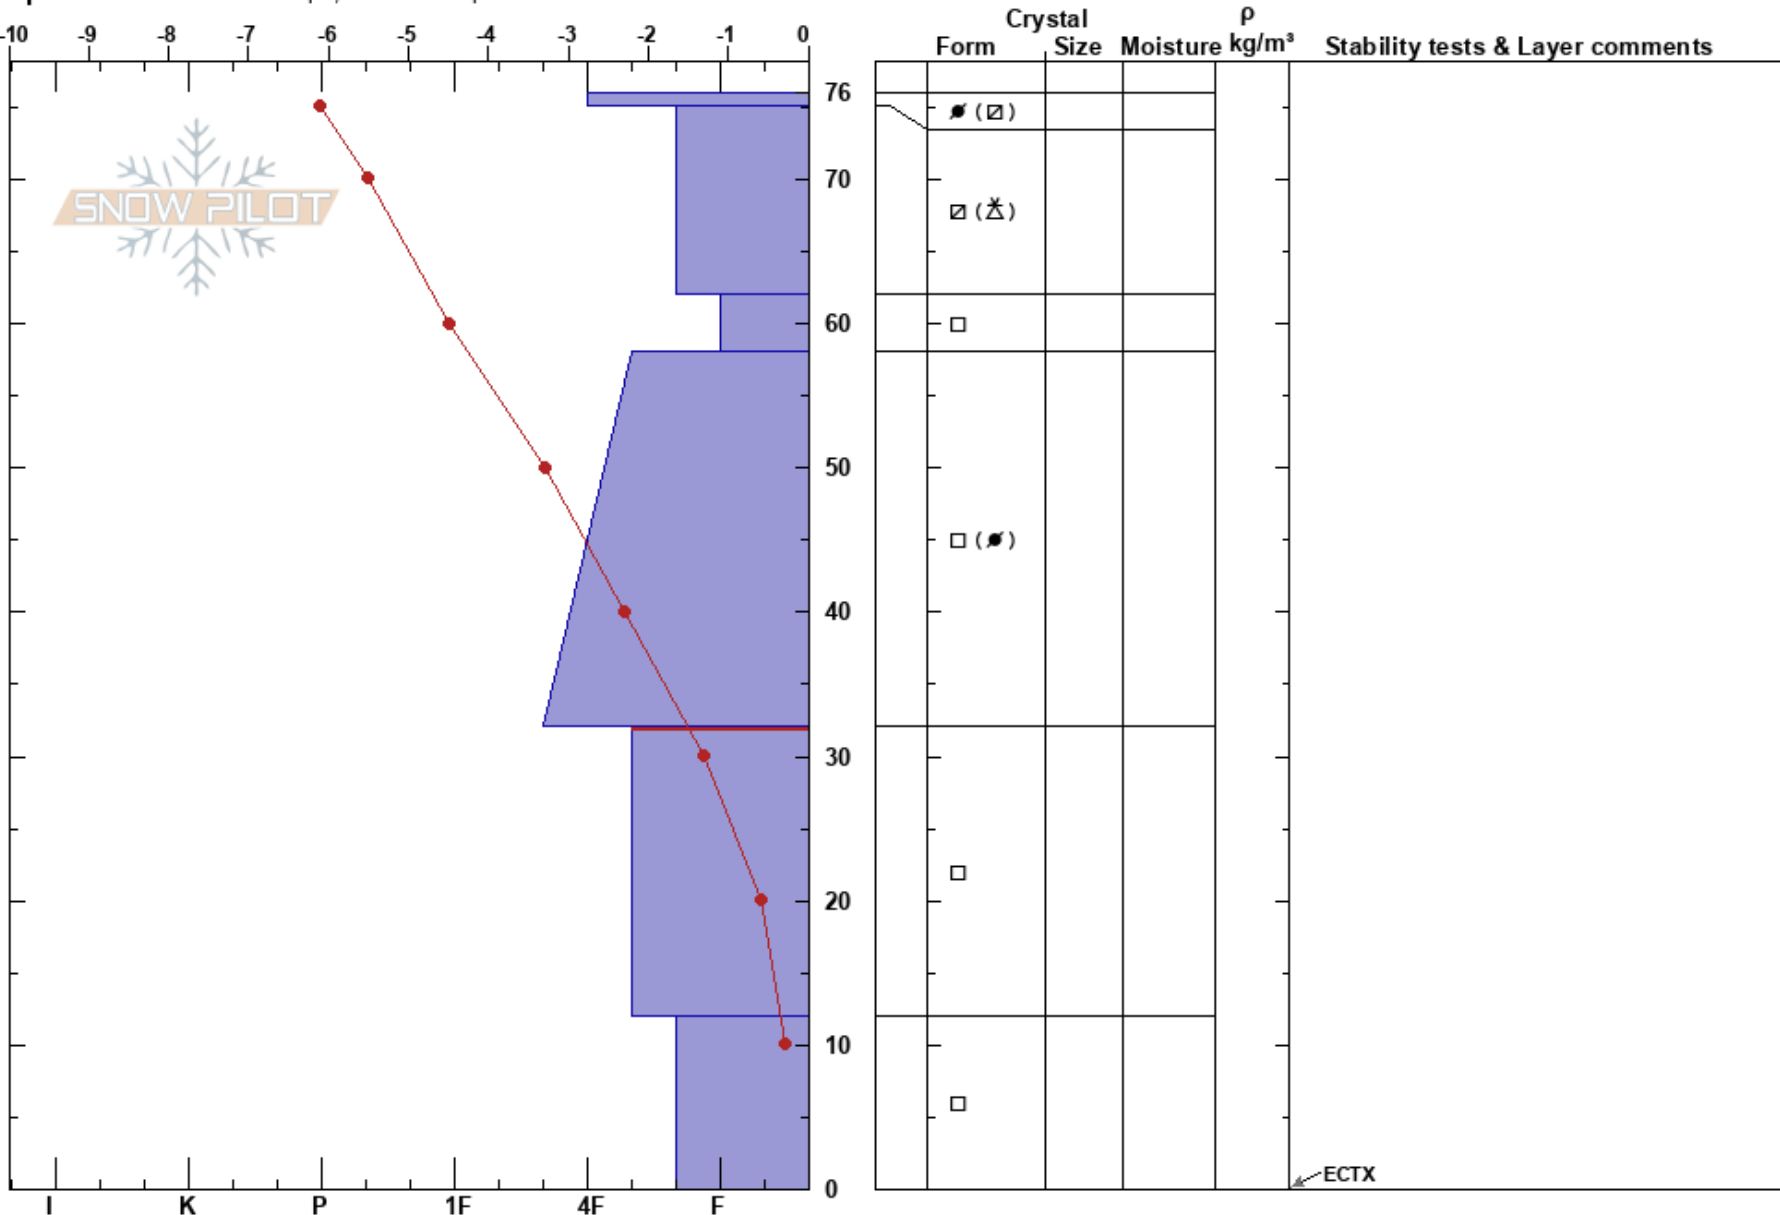 Crystal ρ
-10 -9 -8 -7 -6 -5 -4 -3 -2 -1 0 Form Size Moisture kg/m³ Stability tests & Layer comments
76
( )
70
SNOW PILOT
( )
60
50
( )
40
30
20
10
ECTX
0
I K P 1F 4F F